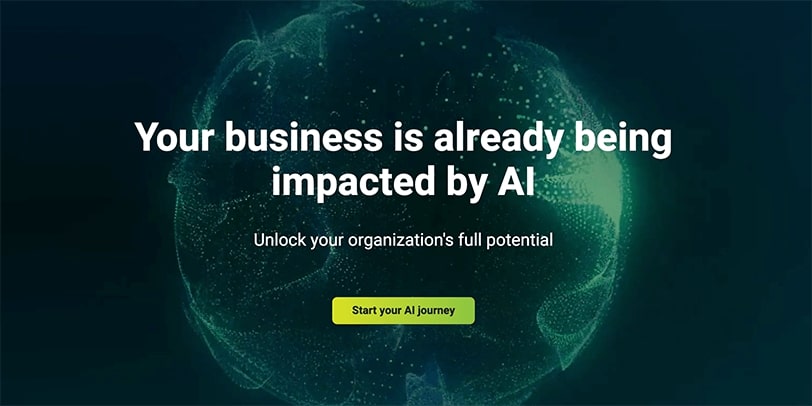 Your business is already being
impacted by AI
Unlock your organization's full potential
Start your AI journey